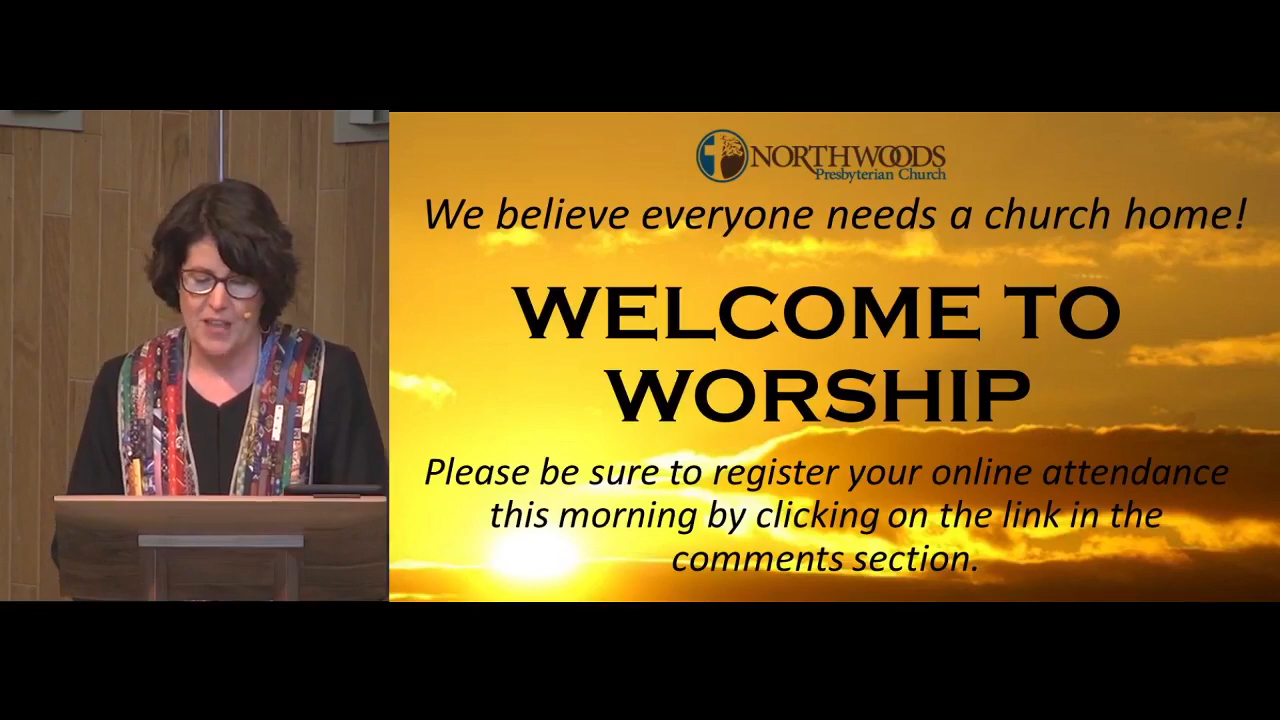 NORTHWOODS
Presbyterian Church
We believe everyone needs a church home!
WELCOME TO
WORSHIP
Please be sure to register your online attendance
this morning by clicking on the link in the
comments section.